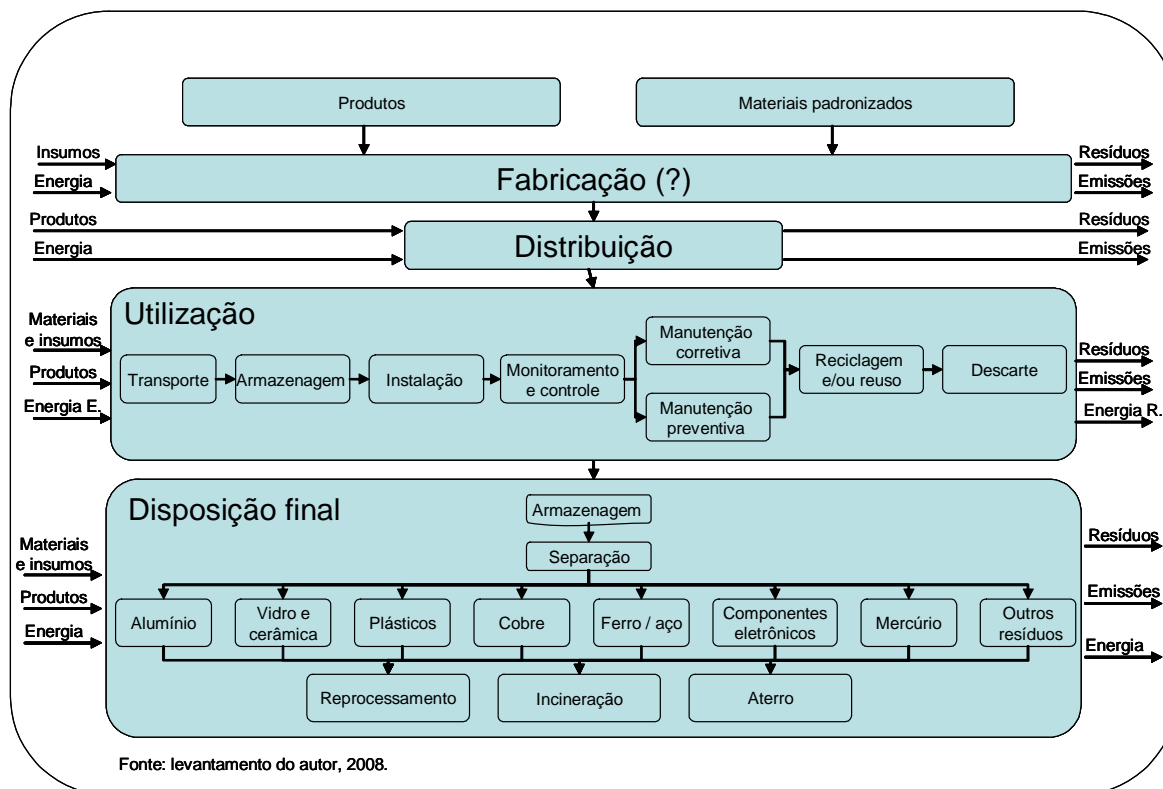 Produtos
Materiais padronizados
Insumos
Energia
Fabricação (?)
Resíduos
Emissões
Produtos
Energia
Distribuição
Resíduos
Emissões
Utilização
Materiais
e insumos
Produtos
Energia E.
Transporte
Armazenagem
Instalação
Monitoramento
e controle
Manutenção
corretiva
Manutenção
preventiva
Reciclagem
e/ou reuso
Descarte
Resíduos
Emissões
Energia R.
Disposição final
Materiais
e insumos
Produtos
Energia
Armazenagem
Separação
Alumínio
Vidro e
cerâmica
Plásticos
Cobre
Ferro / aço
Componentes
eletrônicos
Mercúrio
Outros
resíduos
Reprocessamento
Incineração
Aterro
Resíduos
Emissões
Energia
Fonte: levantamento do autor, 2008.